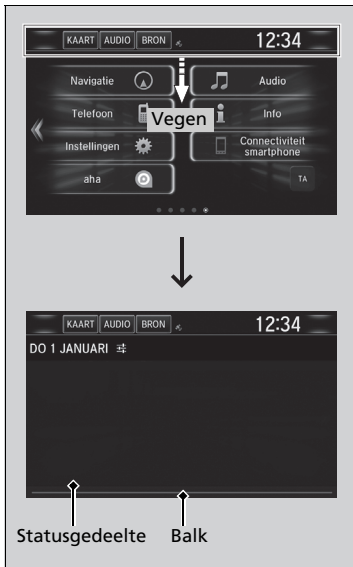 KAART AUDIO BRON 12:34
Navigatie Audio
Telefoon Vegen Info
Instellingen Connectiviteit
smartphone
aha TA
KAART AUDIO BRON 12:34
DO 1 JANUARI
Statusgedeelte Balk